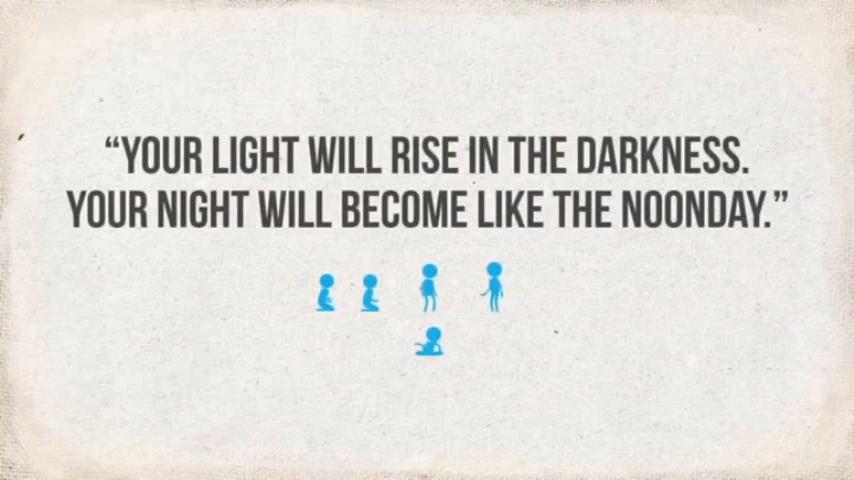 “YOUR LIGHT WILL RISE IN THE DARKNESS.
YOUR NIGHT WILL BECOME LIKE THE NOONDAY.”